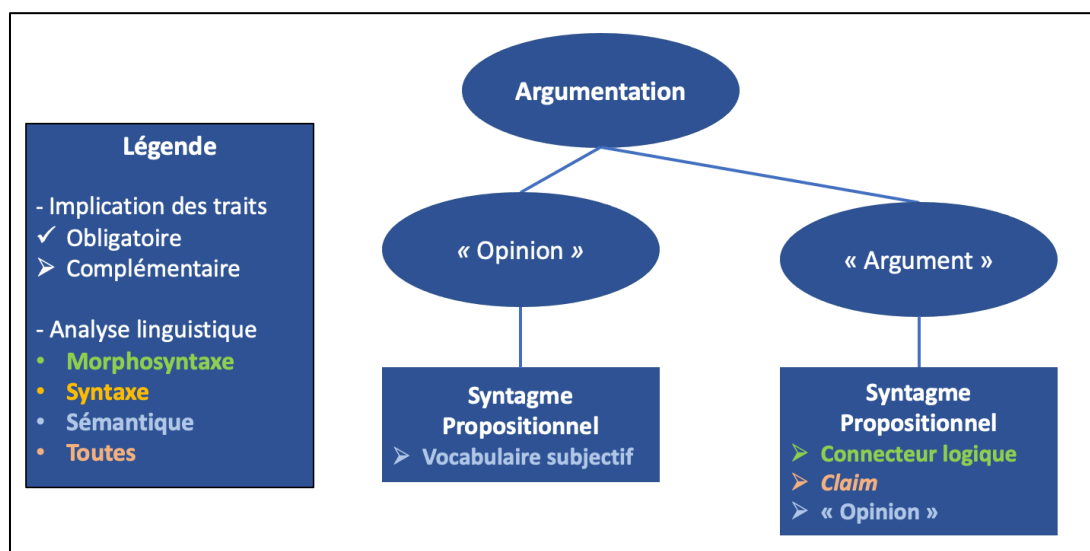 Argumentation
Légende
- Implication des traits
✓ Obligatoire
➢ Complémentaire
- Analyse linguistique
• Morphosyntaxe
• Syntaxe
• Sémantique
• Toutes
« Opinion »
« Argument »
Syntagme
Propositionnel
➢ Vocabulaire subjectif
Syntagme
Propositionnel
➢ Connecteur logique
➢ Claim
➢ « Opinion »